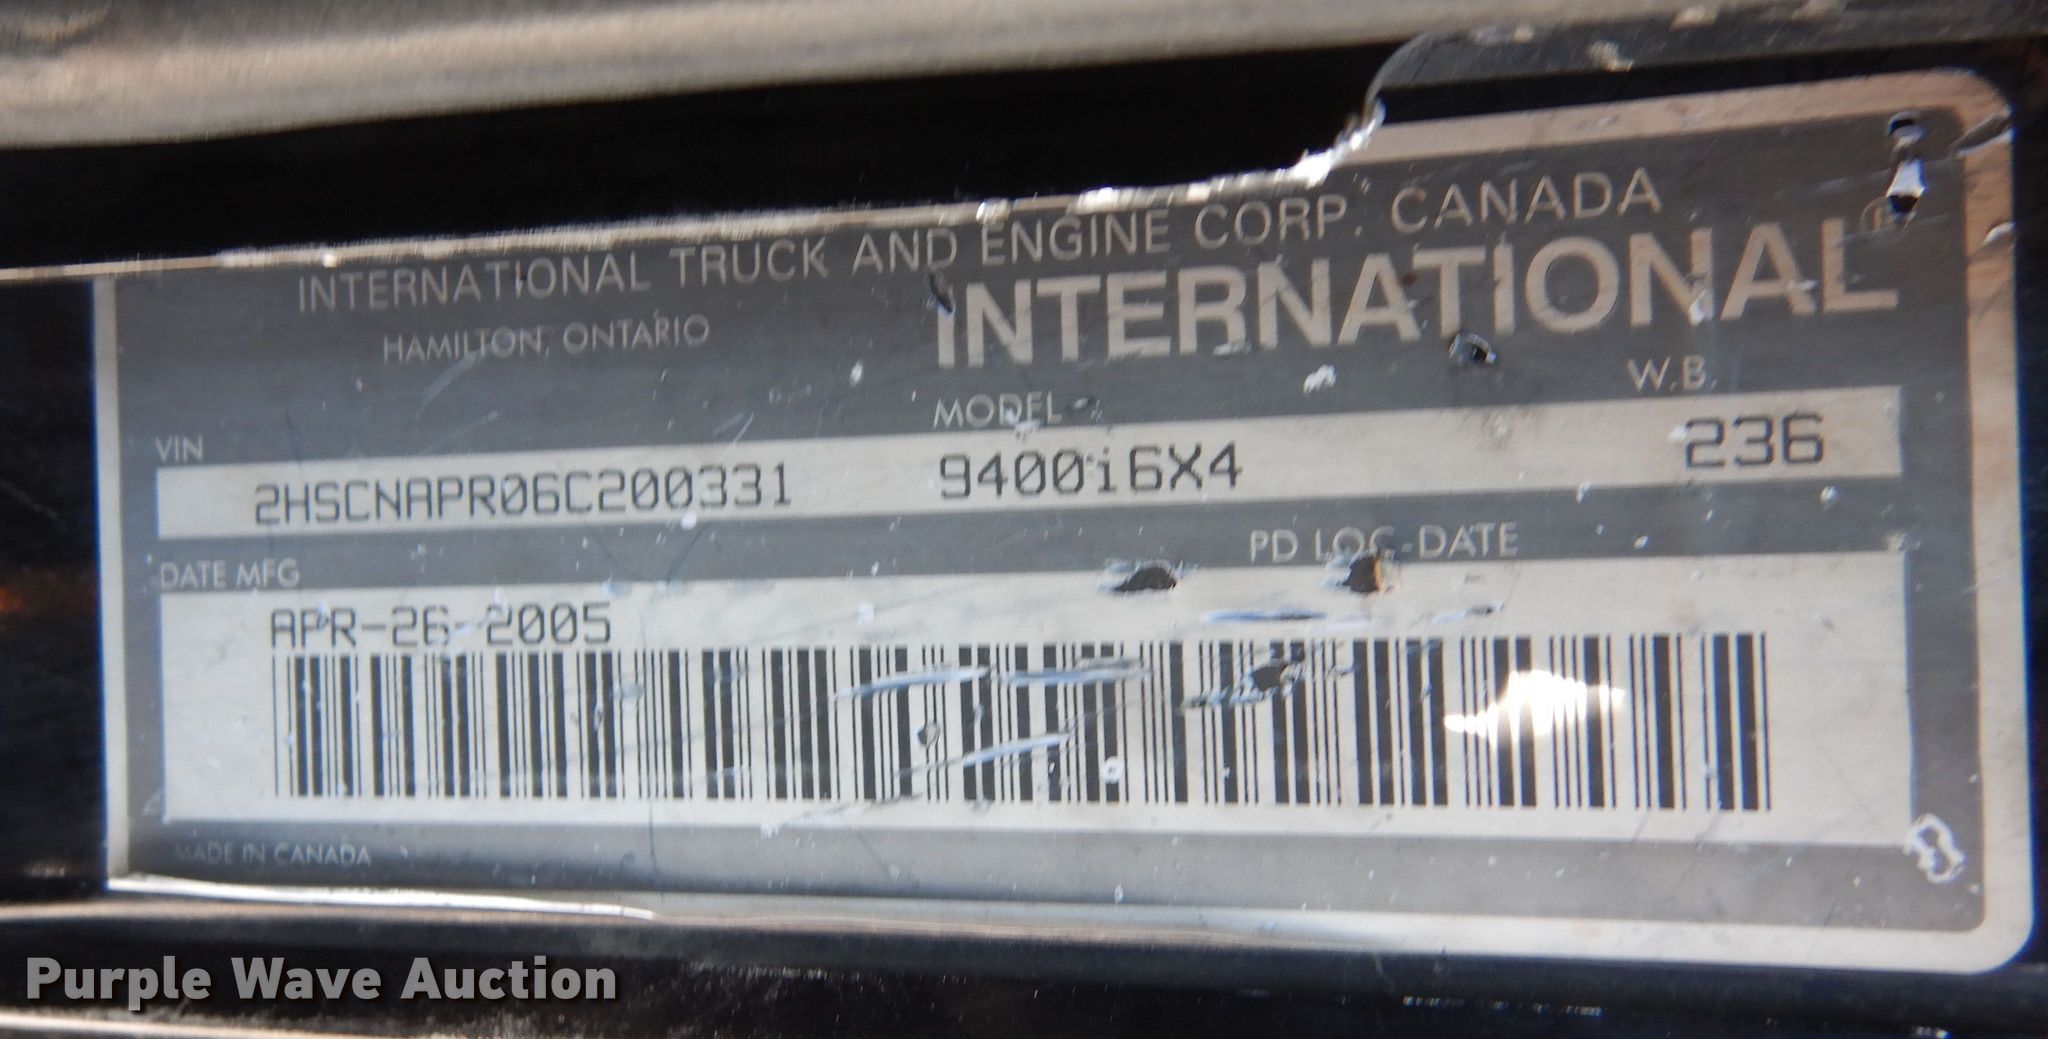 INTERNATIONAL TRUCK AND ENGINE CORP. CANADA
HAMILTON, ONTARIO
INTERNATIONAL®
VIN
MODEL
W.B.
2HSCNAPR06C200331
9400i6X4
236
DATE MFG
PD LOC-DATE
APR-26-2005
MADE IN CANADA
Purple Wave Auction